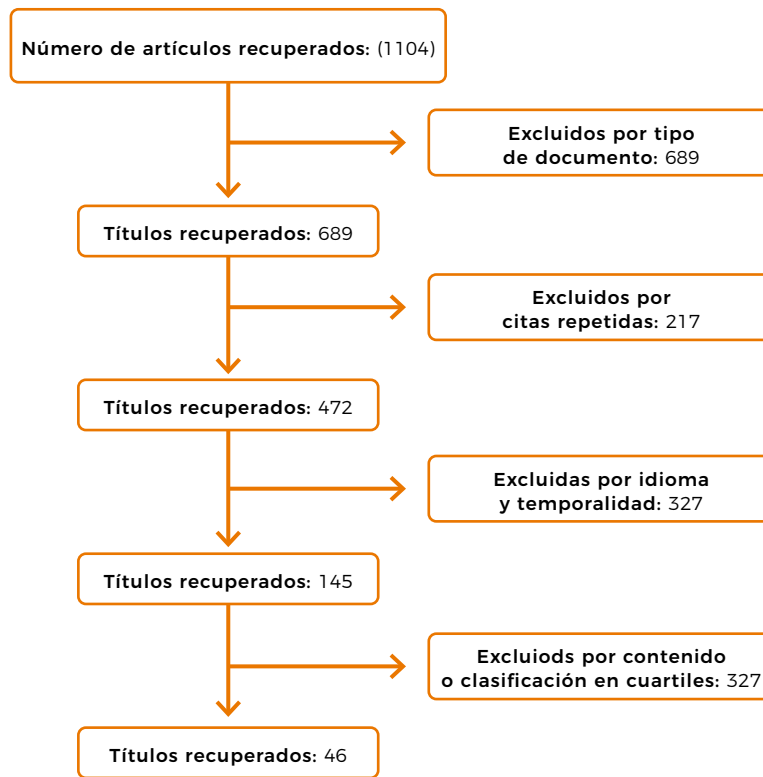 Número de artículos recuperados: (1104)
Excluidos por tipo
de documento: 689
Títulos recuperados: 689
Excluidos por
citas repetidas: 217
Títulos recuperados: 472
Excluidas por idioma
y temporalidad: 327
Títulos recuperados: 145
Excluiods por contenido
o clasificación en cuartiles: 327
Títulos recuperados: 46